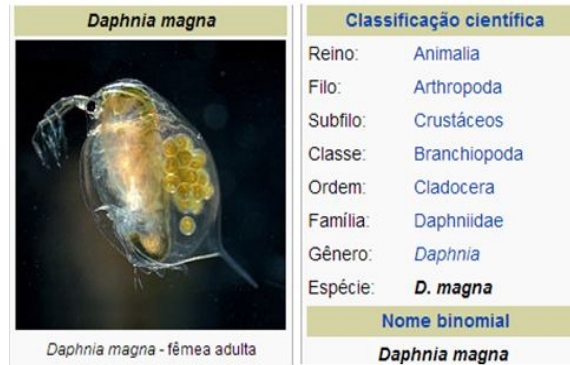 Daphnia magna
Daphnia magna - fêmea adulta
Classificação científica
Reino: Animalia
Filo: Arthropoda
Subfilo: Crustáceos
Classe: Branchiopoda
Ordem: Cladocera
Família: Daphniidae
Gênero: Daphnia
Espécie: D. magna
Nome binomial
Daphnia magna